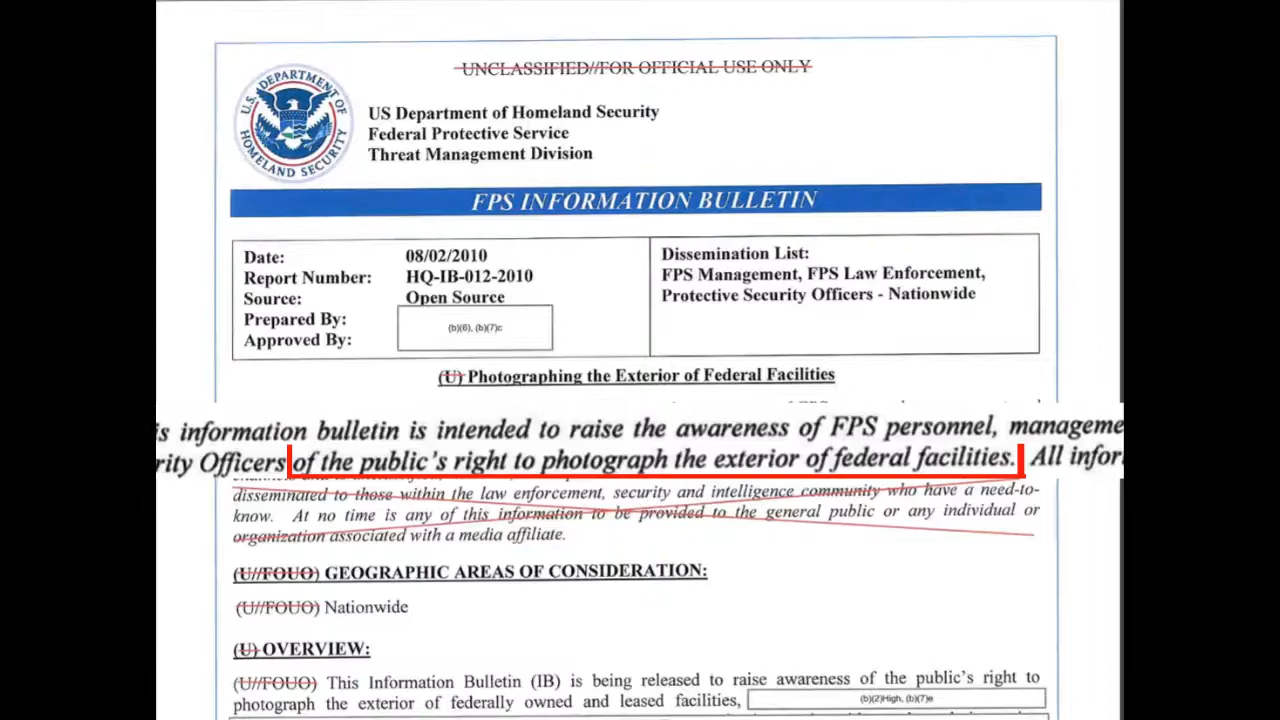 UNCLASSIFIED//FOR OFFICIAL USE ONLY
U.S. DEPARTMENT OF HOMELAND SECURITY
US Department of Homeland Security
Federal Protective Service
Threat Management Division
FPS INFORMATION BULLETIN
Date: 08/02/2010
Report Number: HQ-IB-012-2010
Source: Open Source
Prepared By: (b)(6), (b)(7)c
Approved By:
Dissemination List:
FPS Management, FPS Law Enforcement,
Protective Security Officers - Nationwide
(U) Photographing the Exterior of Federal Facilities
is information bulletin is intended to raise the awareness of FPS personnel, manageme
rity Officers of the public's right to photograph the exterior of federal facilities. All infor
disseminated to those within the law enforcement, security and intelligence community who have a need-to-
know. At no time is any of this information to be provided to the general public or any individual or
organization associated with a media affiliate.
(U//FOUO) GEOGRAPHIC AREAS OF CONSIDERATION:
(U//FOUO) Nationwide
(U) OVERVIEW:
(U//FOUO) This Information Bulletin (IB) is being released to raise awareness of the public's right to
photograph the exterior of federally owned and leased facilities, (b)(2)High, (b)(7)e